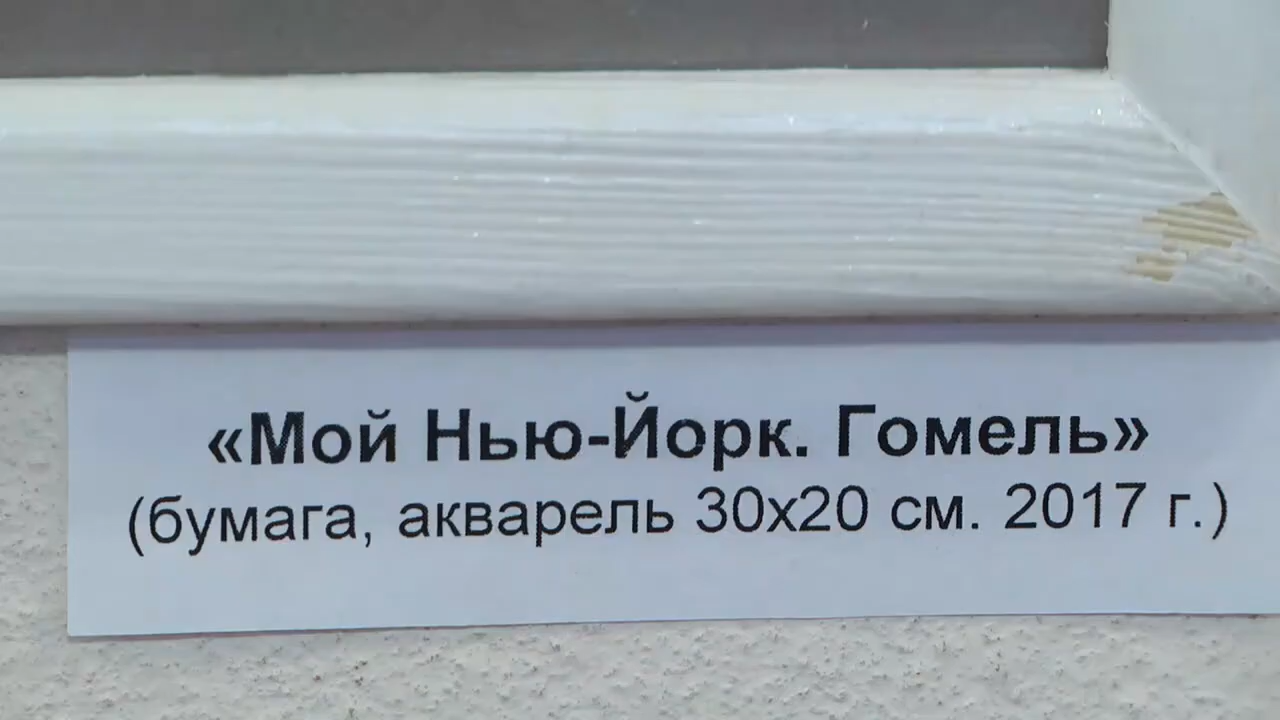 «Мой Нью-Йорк. Гомель»
(бумага, акварель 30х20 см. 2017 г.)